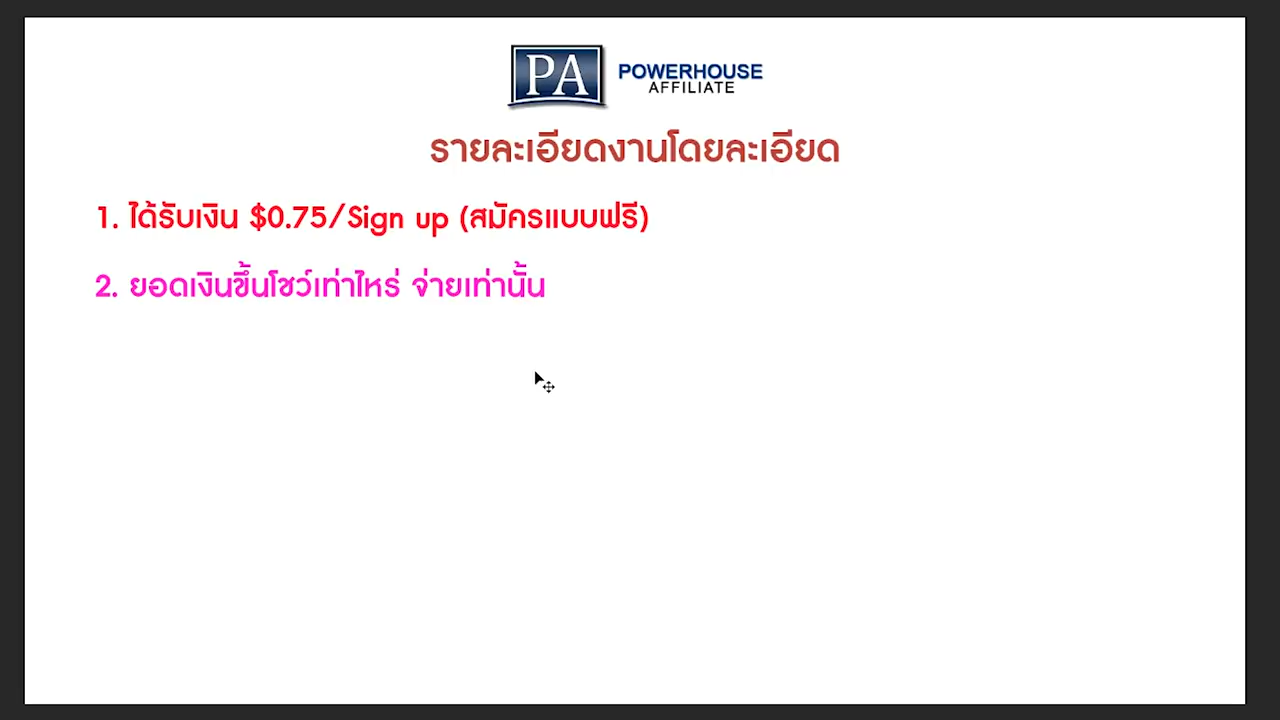 PA POWERHOUSE
AFFILIATE
รายละเอียดงานโดยละเอียด
1. ได้รับเงิน $0.75/Sign up (สมัครแบบฟรี)
2. ยอดเงินขึ้นโชว์เท่าไหร่ จ่ายเท่านั้น